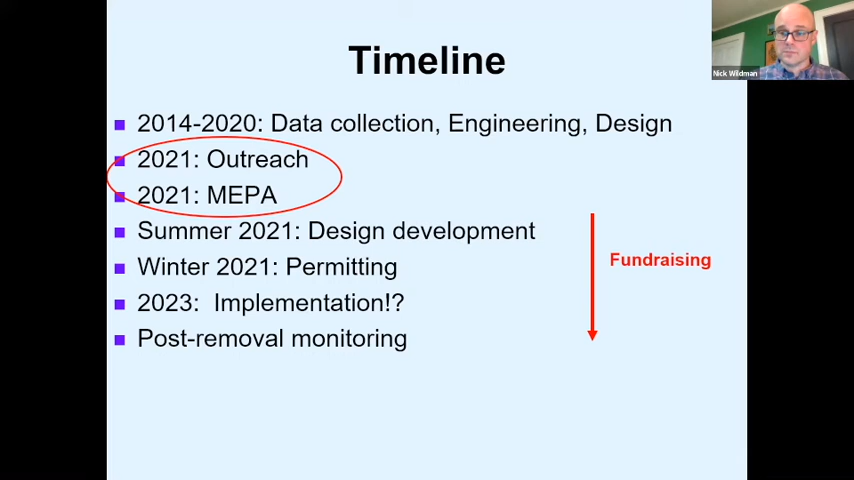 Timeline
2014-2020: Data collection, Engineering, Design
2021: Outreach
2021: MEPA
Summer 2021: Design development
Winter 2021: Permitting
2023: Implementation!?
Post-removal monitoring
Fundraising
Nick Wildman